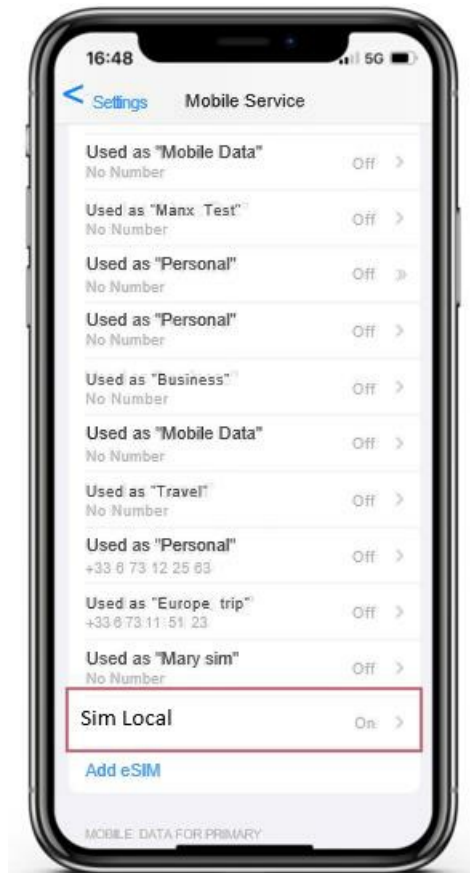 16:48
5G
< Settings Mobile Service
Used as "Mobile Data"
No Number Off >
Used as "Manx Test"
No Number Off >
Used as "Personal"
No Number Off >
Used as "Personal"
No Number Off >
Used as "Business"
No Number Off >
Used as "Mobile Data"
No Number Off >
Used as "Travel"
No Number Off >
Used as "Personal"
+33 6 73 12 25 63 Off >
Used as "Europe trip"
+33 6 73 11 51 23 Off >
Used as "Mary sim"
No Number Off >
Sim Local On >
Add eSIM
MOBILE DATA FOR PRIMARY